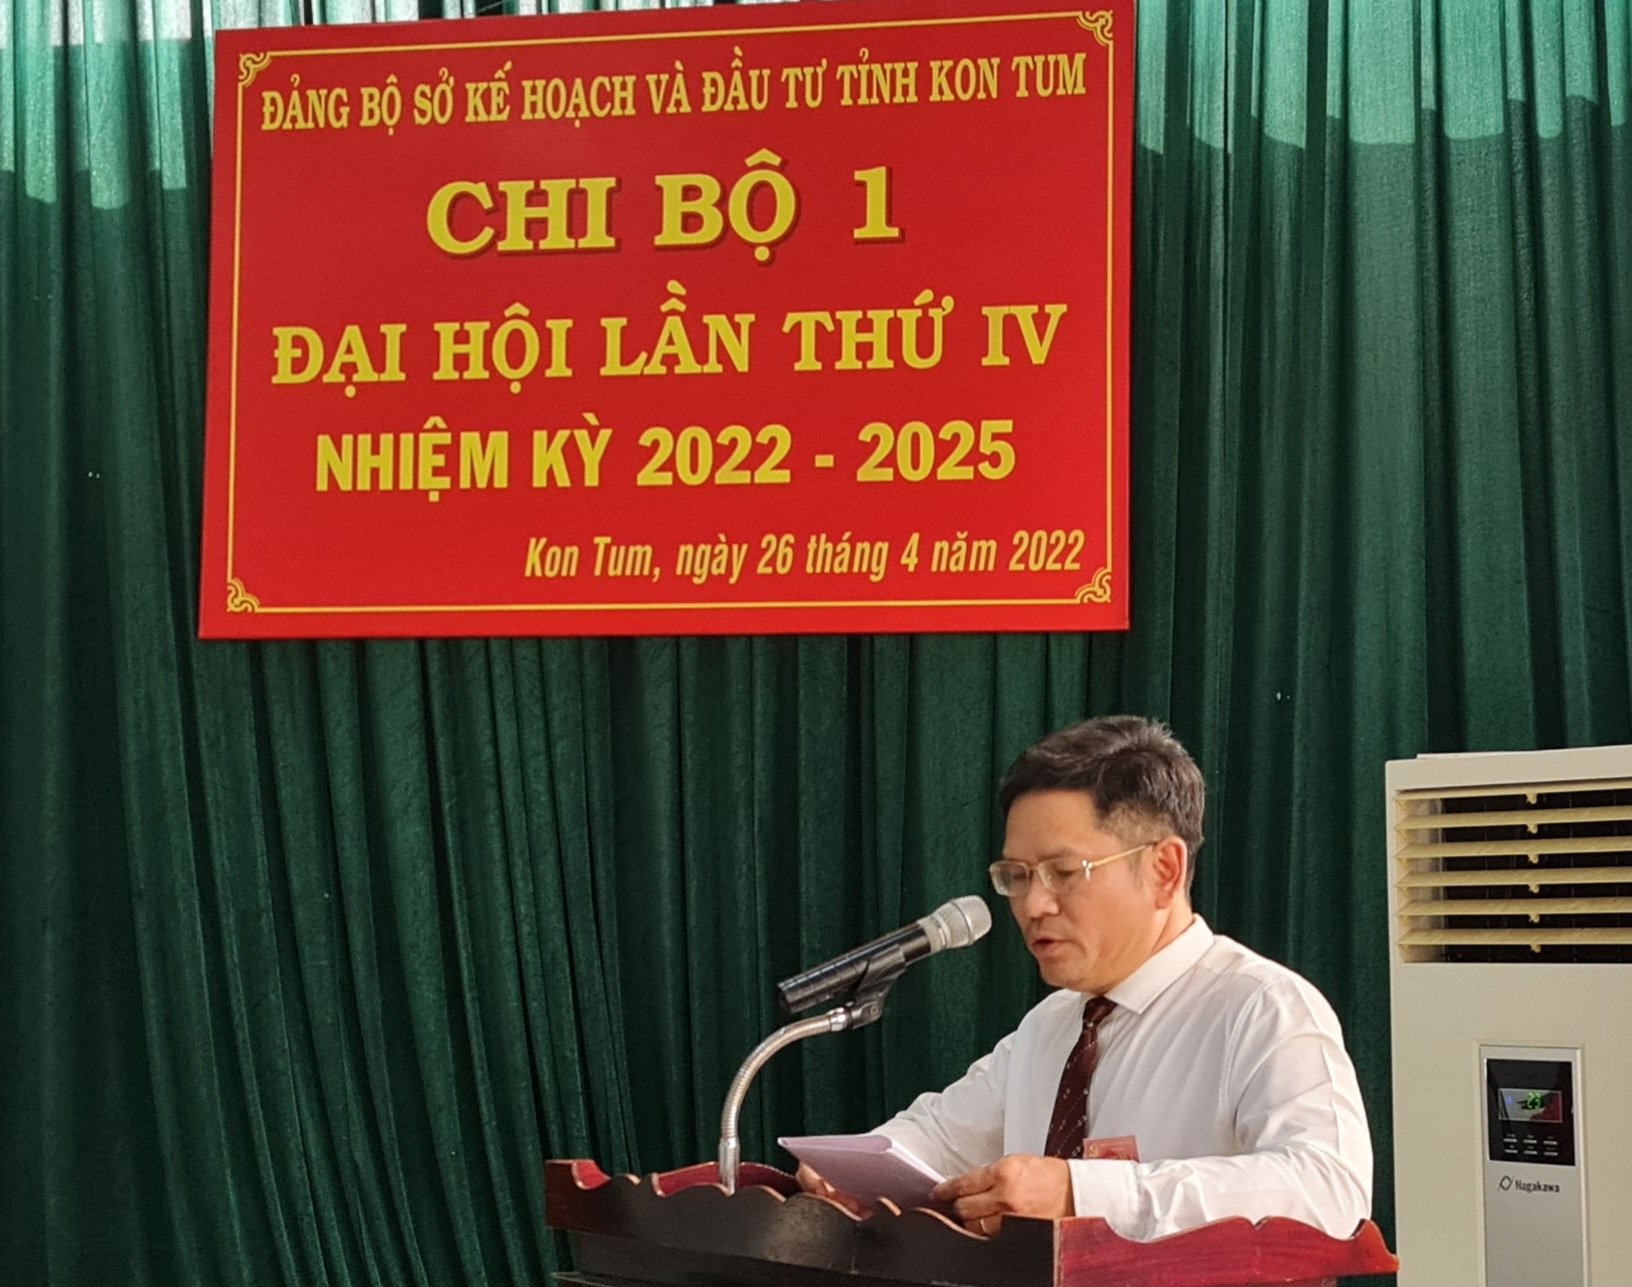 ĐẢNG BỘ SỞ KẾ HOẠCH VÀ ĐẦU TƯ TỈNH KON TUM
CHI BỘ 1
ĐẠI HỘI LẦN THỨ IV
NHIỆM KỲ 2022 - 2025
Kon Tum, ngày 26 tháng 4 năm 2022
23
Nagakawa